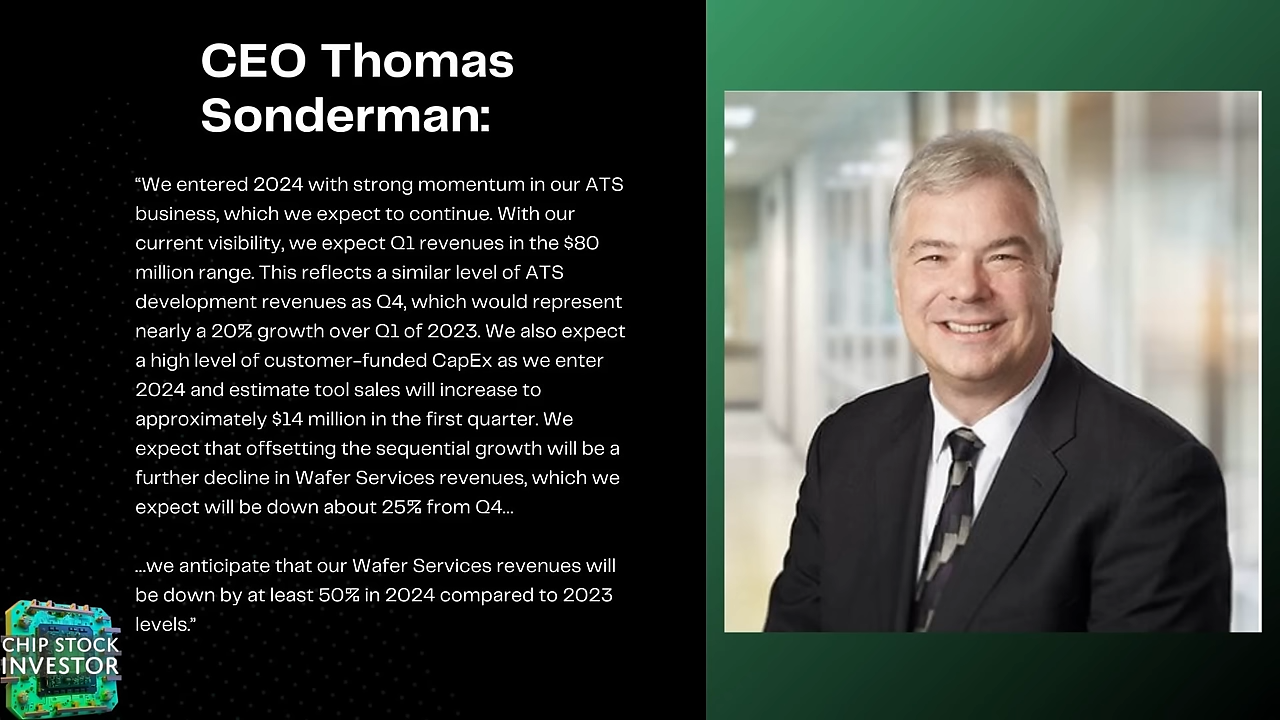 CEO Thomas
Sonderman:
“We entered 2024 with strong momentum in our ATS
business, which we expect to continue. With our
current visibility, we expect Q1 revenues in the $80
million range. This reflects a similar level of ATS
development revenues as Q4, which would represent
nearly a 20% growth over Q1 of 2023. We also expect
a high level of customer-funded CapEx as we enter
2024 and estimate tool sales will increase to
approximately $14 million in the first quarter. We
expect that offsetting the sequential growth will be a
further decline in Wafer Services revenues, which we
expect will be down about 25% from Q4...
...we anticipate that our Wafer Services revenues will
be down by at least 50% in 2024 compared to 2023
levels.”
CHIP STOCK
INVESTOR